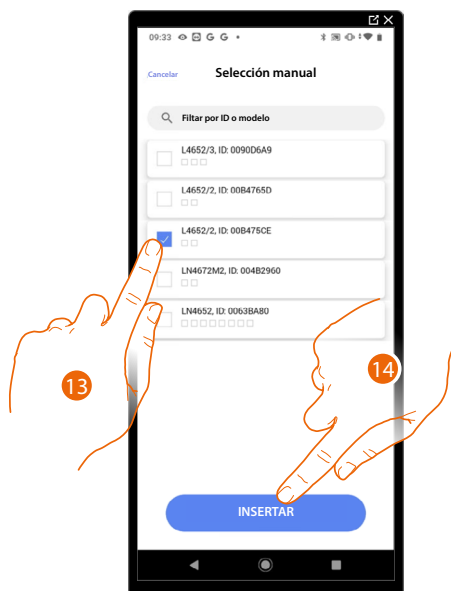 09:33 G G
Cancelar Selección manual
Filtar por ID o modelo
L4652/3, ID: 0090D6A9
L4652/2, ID: 00B4765D
L4652/2, ID: 00B475CE
LN4672M2, ID: 004B2960
LN4652, ID: 0063BA80
13
14
INSERTAR